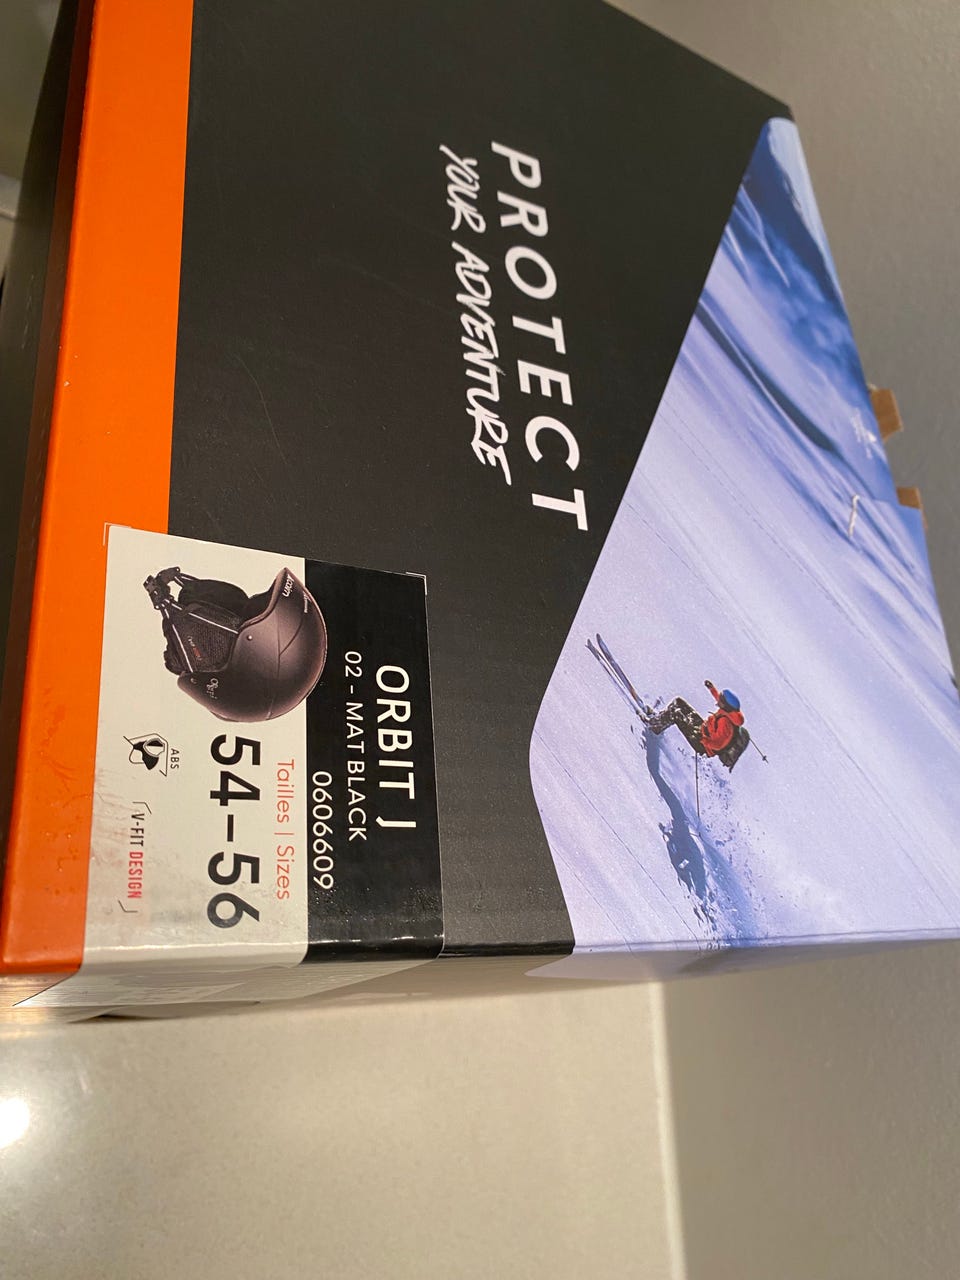 PROTECT
YOUR ADVENTURE
ORBIT J
02 - MAT BLACK
0606609
Tailles | Sizes
54-56
ABS
V-FIT DESIGN